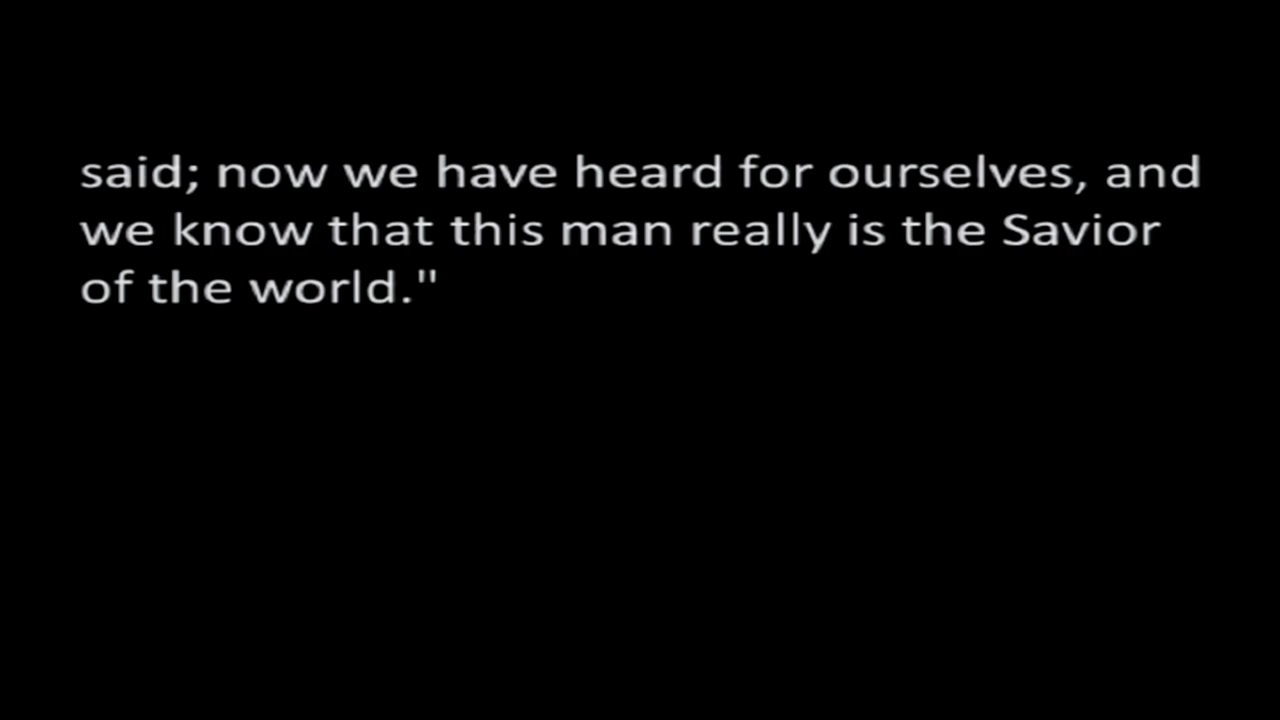 said; now we have heard for ourselves, and
we know that this man really is the Savior
of the world."